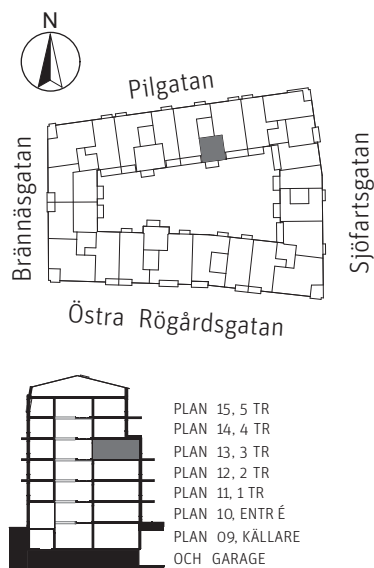 N
Pilgatan
Brännäsgatan
Sjöfartsgatan
Östra Rögårdsgatan
PLAN 15, 5 TR
PLAN 14, 4 TR
PLAN 13, 3 TR
PLAN 12, 2 TR
PLAN 11, 1 TR
PLAN 10, ENTR É
PLAN 09, KÄLLARE
OCH GARAGE